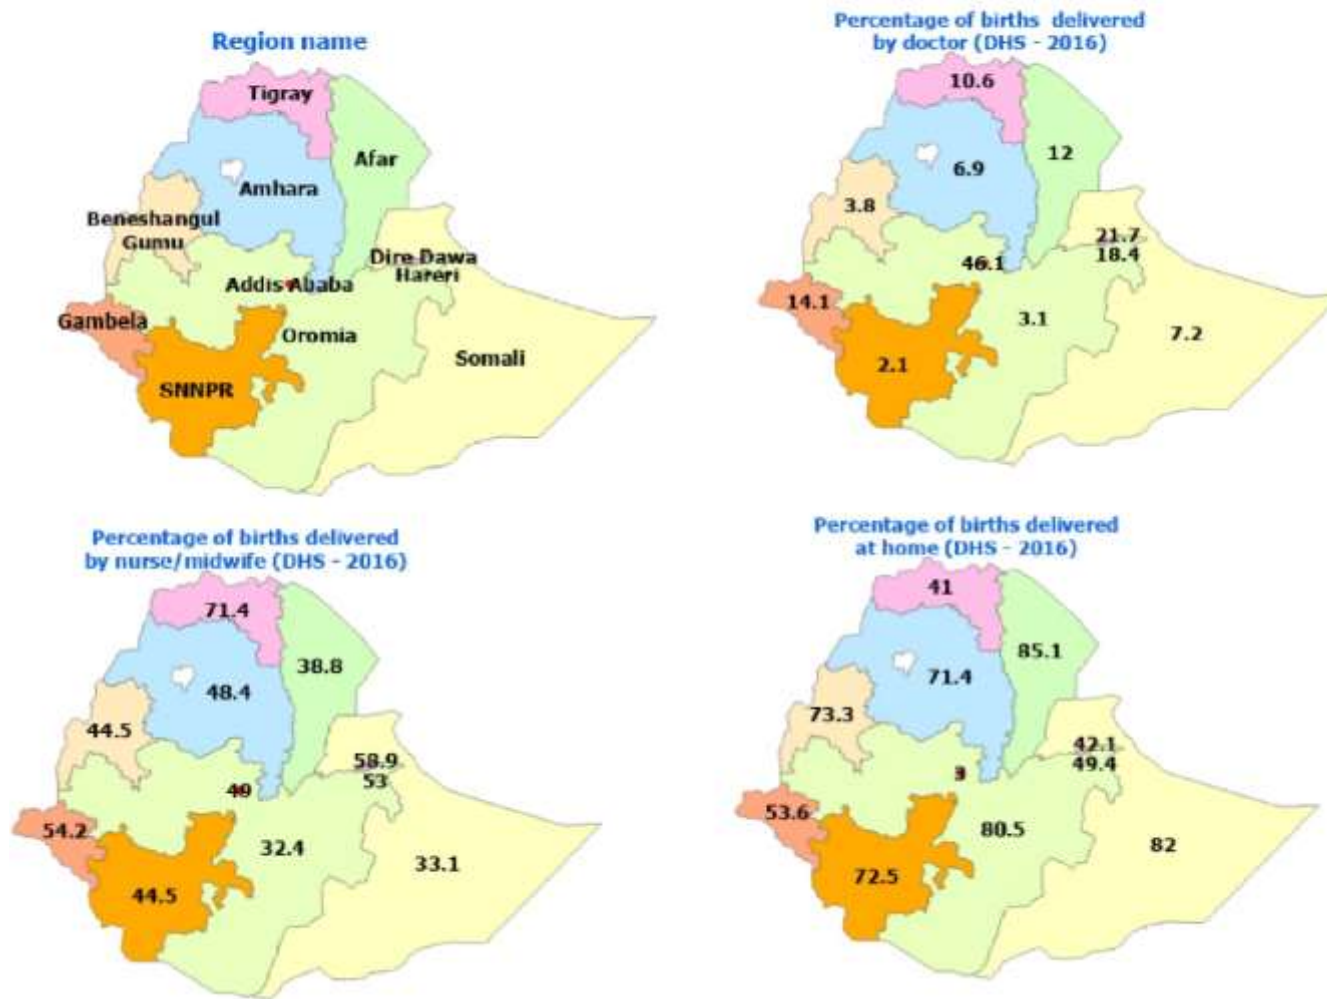 Region name
Tigray
Afar
Amhara
Beneshangul
Gumu
Dire Dawa
Hareri
Addis Ababa
Gambela
Oromia
Somali
SNNPR
Percentage of births delivered
by doctor (DHS - 2016)
10.6
12
6.9
3.8
21.7
18.4
46.1
14.1
3.1
7.2
2.1
Percentage of births delivered
by nurse/midwife (DHS - 2016)
71.4
38.8
48.4
44.5
58.9
53
49
54.2
32.4
33.1
44.5
Percentage of births delivered
at home (DHS - 2016)
41
85.1
71.4
73.3
42.1
49.4
3
53.6
80.5
82
72.5